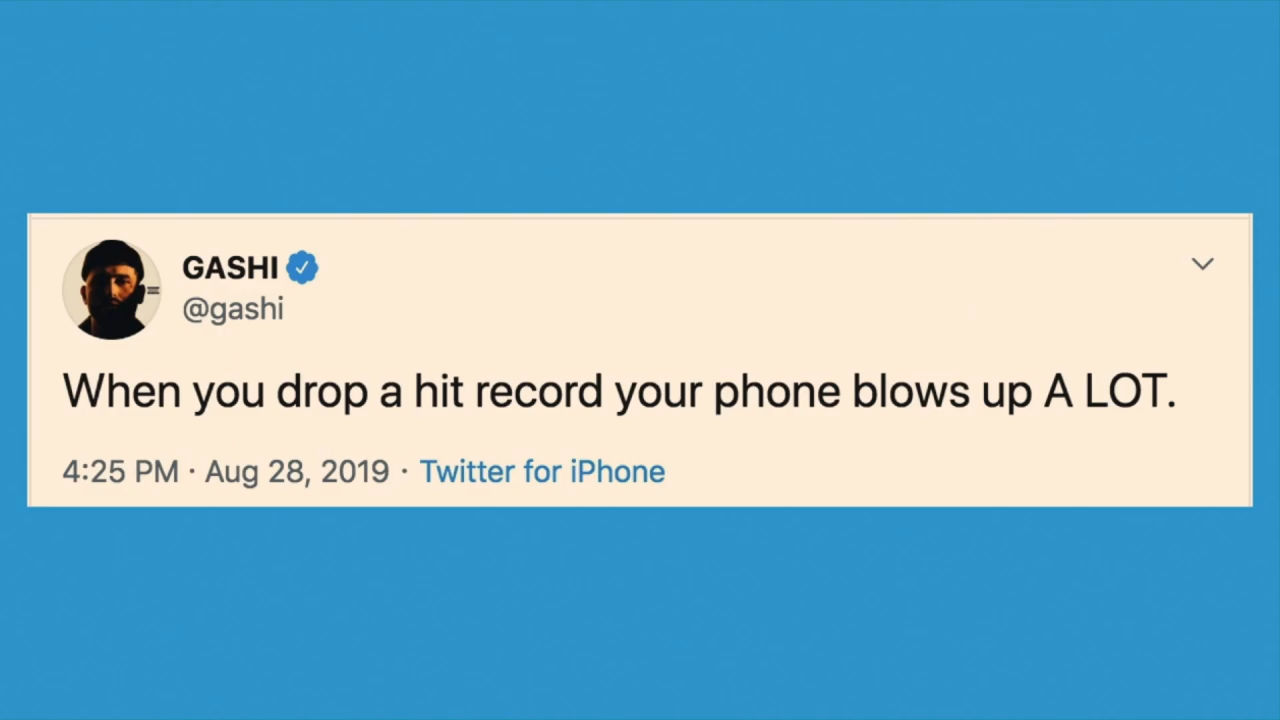 GASHI
@gashi
When you drop a hit record your phone blows up A LOT.
4:25 PM · Aug 28, 2019 · Twitter for iPhone